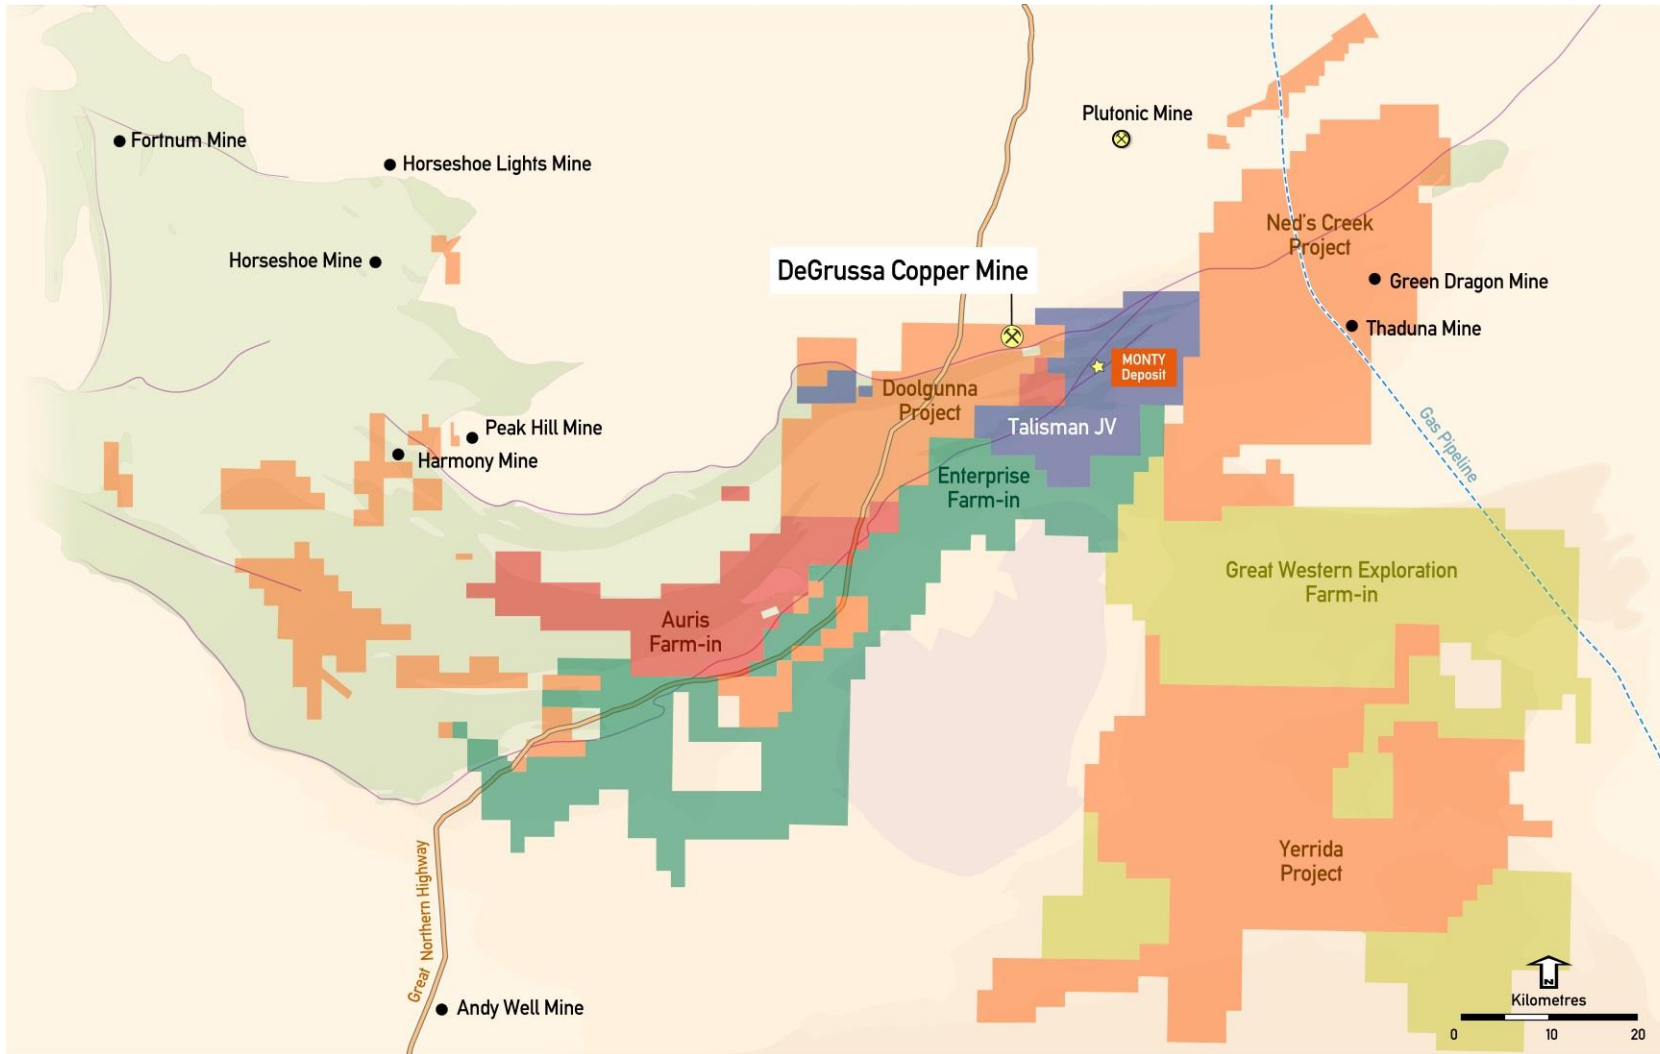 Plutonic Mine
Fortnum Mine
Horseshoe Lights Mine
Ned's Creek
Project
Horseshoe Mine
DeGrussa Copper Mine
Green Dragon Mine
Thaduna Mine
MONTY
Deposit
Doolgunna
Project
Talisman JV
Gas Pipeline
Peak Hill Mine
Harmony Mine
Enterprise
Farm-in
Great Western Exploration
Farm-in
Auris
Farm-in
Yerrida
Project
Great Northern Highway
Andy Well Mine
N
Kilometres
0 10 20